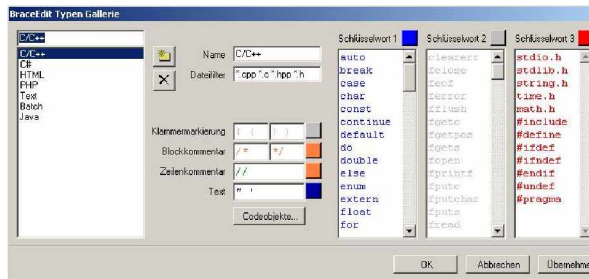 BraceEdit Typen Gallerie
C/C++
C/C++
C#
HTML
PHP
Text
Batch
Java
Name C/C++
Dateifilter *.cpp *.c *.hpp *.h
Klammermarkierung { ( } )
Blockkommentar /* */
Zeilenkommentar //
Text " '
Codeobjekte...
Schlüsselwort 1
auto
break
case
char
const
continue
default
do
double
else
enum
extern
float
for
Schlüsselwort 2
clearerr
fclose
feof
ferror
fflush
fgetc
fgetpos
fgets
fopen
fprintf
fputc
fputchar
fputs
fread
Schlüsselwort 3
stdio.h
stdlib.h
string.h
time.h
math.h
#include
#define
#ifdef
#ifndef
#endif
#undef
#pragma
OK Abbrechen Übernehme